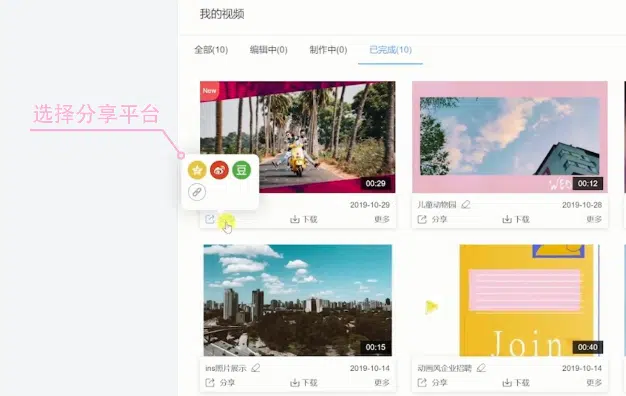 我的视频
全部(10) 编辑中(0) 制作中(0) 已完成(10)
选择分享平台
New
00:29
00:12
豆
2019-10-29
儿童动物园 2019-10-28
下载 更多
分享 下载 更多
00:15
Join
00:40
ins照片展示 2019-10-14
动画风企业招聘 2019-10-14
分享 下载 更多
分享 下载 更多